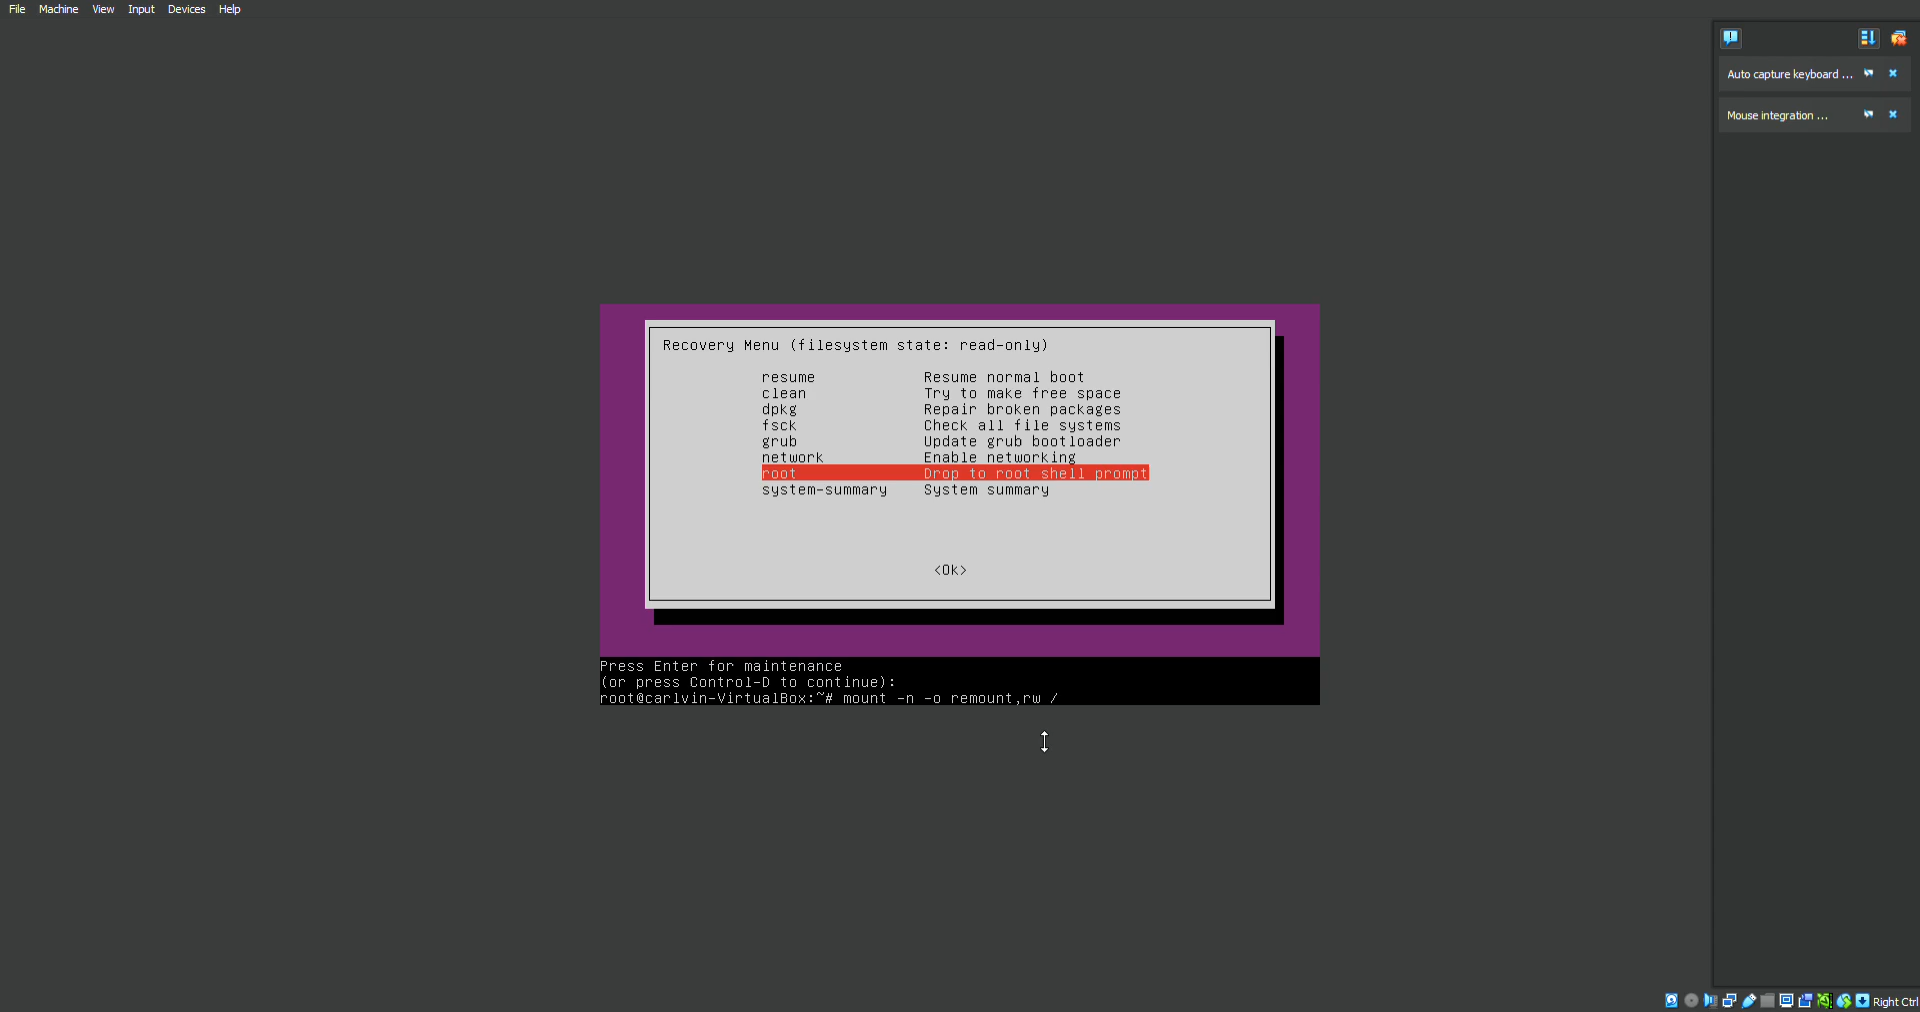 File Machine View Input Devices Help
Auto capture keyboard ...
Mouse integration ...
Recovery Menu (filesystem state: read-only)
resume Resume normal boot
clean Try to make free space
dpkg Repair broken packages
fsck Check all file systems
grub Update grub bootloader
network Enable networking
root Drop to root shell prompt
system-summary System summary
<Ok>
Press Enter for maintenance
(or press Control-D to continue):
root@carlvin-VirtualBox:~# mount -n -o remount,rw /
Right Ctrl